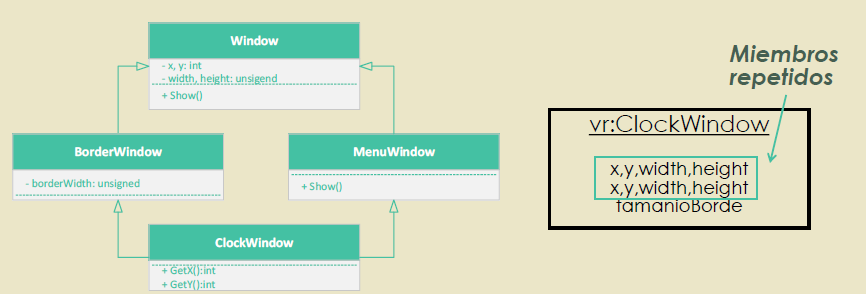 Window
- x, y: int
- width, height: unsigend
+ Show()
BorderWindow
- borderWidth: unsigned
MenuWindow
+ Show()
ClockWindow
+ GetX():int
+ GetY():int
Miembros
repetidos
vr:ClockWindow
x,y,width,height
x,y,width,height
tamanioBorde